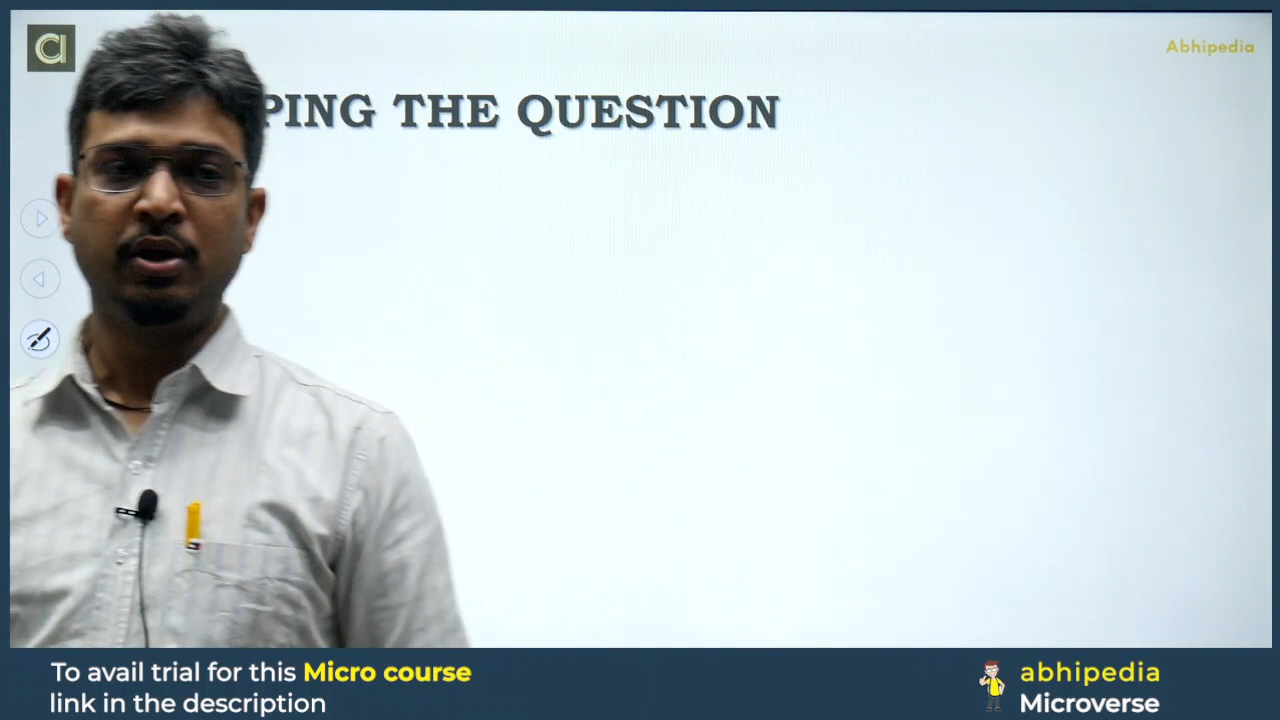 Abhipedia
PING THE QUESTION
To avail trial for this Micro course
link in the description
abhipedia
Microverse